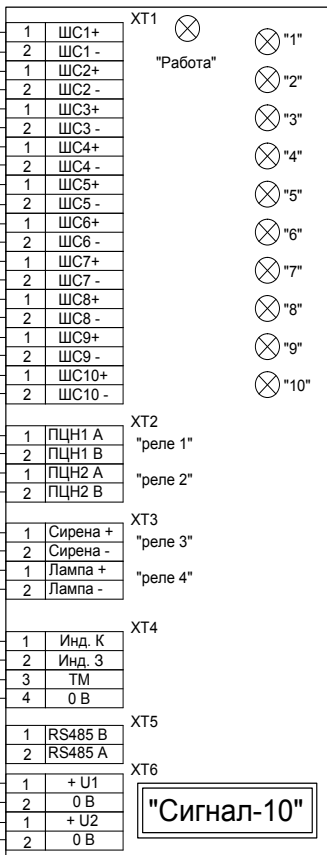 XT1
1 ШС1+
2 ШС1 -
1 ШС2+
2 ШС2 -
1 ШС3+
2 ШС3 -
1 ШС4+
2 ШС4 -
1 ШС5+
2 ШС5 -
1 ШС6+
2 ШС6 -
1 ШС7+
2 ШС7 -
1 ШС8+
2 ШС8 -
1 ШС9+
2 ШС9 -
1 ШС10+
2 ШС10 -
"Работа"
"1"
"2"
"3"
"4"
"5"
"6"
"7"
"8"
"9"
"10"
XT2
1 ПЦН1 А
2 ПЦН1 В
1 ПЦН2 А
2 ПЦН2 В
"реле 1"
"реле 2"
XT3
1 Сирена +
2 Сирена -
1 Лампа +
2 Лампа -
"реле 3"
"реле 4"
XT4
1 Инд. К
2 Инд. З
3 ТМ
4 0 В
XT5
1 RS485 B
2 RS485 A
XT6
1 + U1
2 0 В
1 + U2
2 0 В
"Сигнал-10"